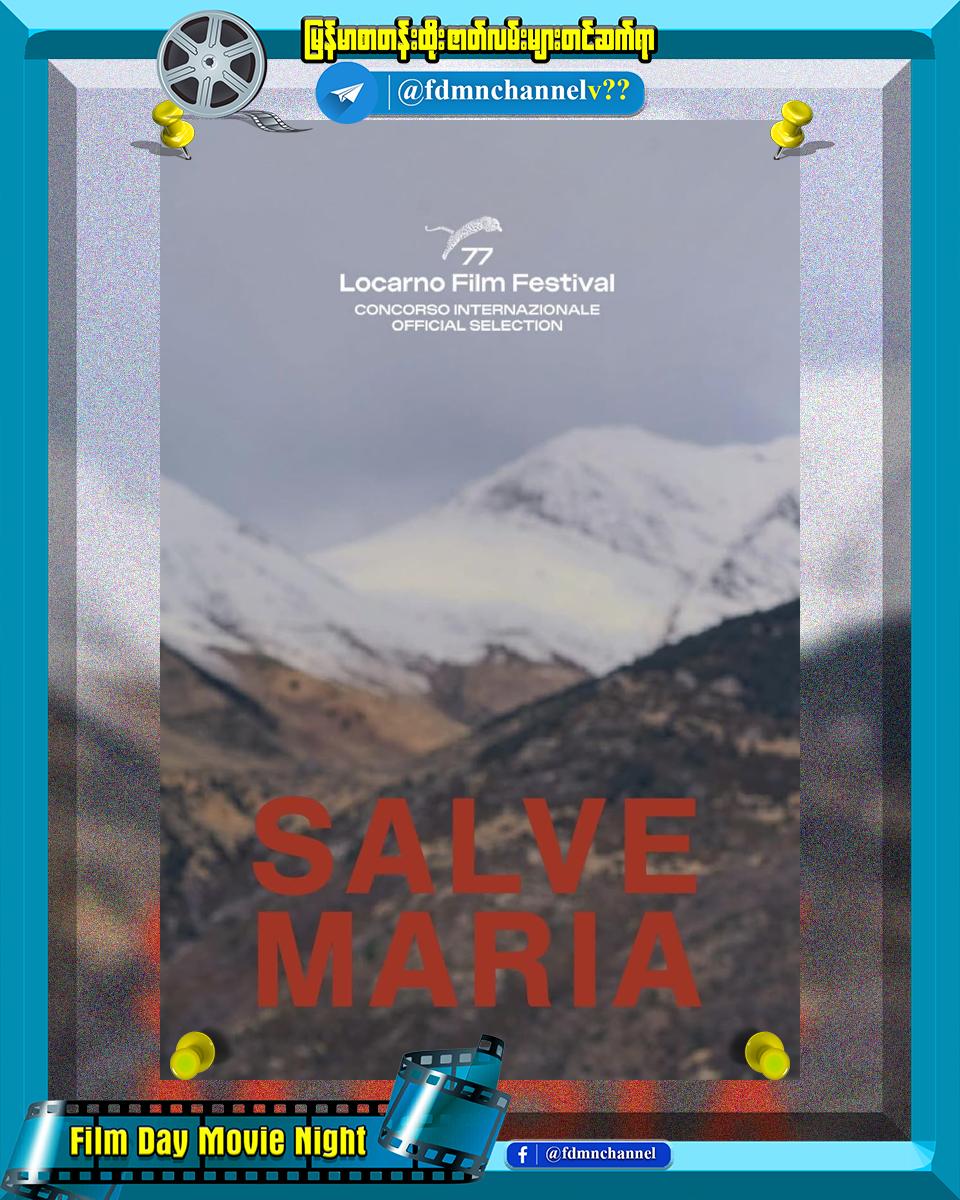 မြန်မာစာတန်းထိုးဇာတ်လမ်းများတင်ဆက်ရာ
@fdmnchannelv??
77
Locarno Film Festival
CONCORSO INTERNAZIONALE
OFFICIAL SELECTION
SALVE
MARIA
Film Day Movie Night
@fdmnchannel